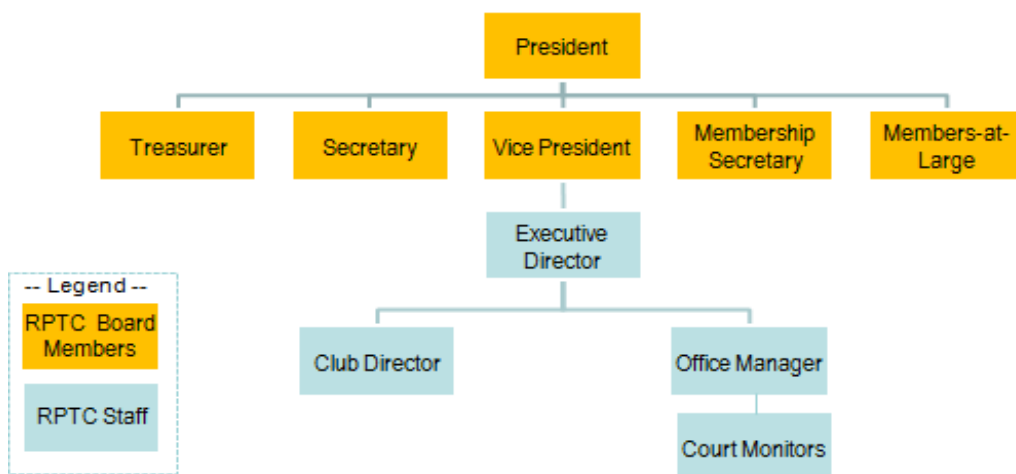 President
Treasurer
Secretary
Vice President
Membership
Secretary
Members-at-
Large
Executive
Director
-- Legend --
RPTC Board
Members
RPTC Staff
Club Director
Office Manager
Court Monitors